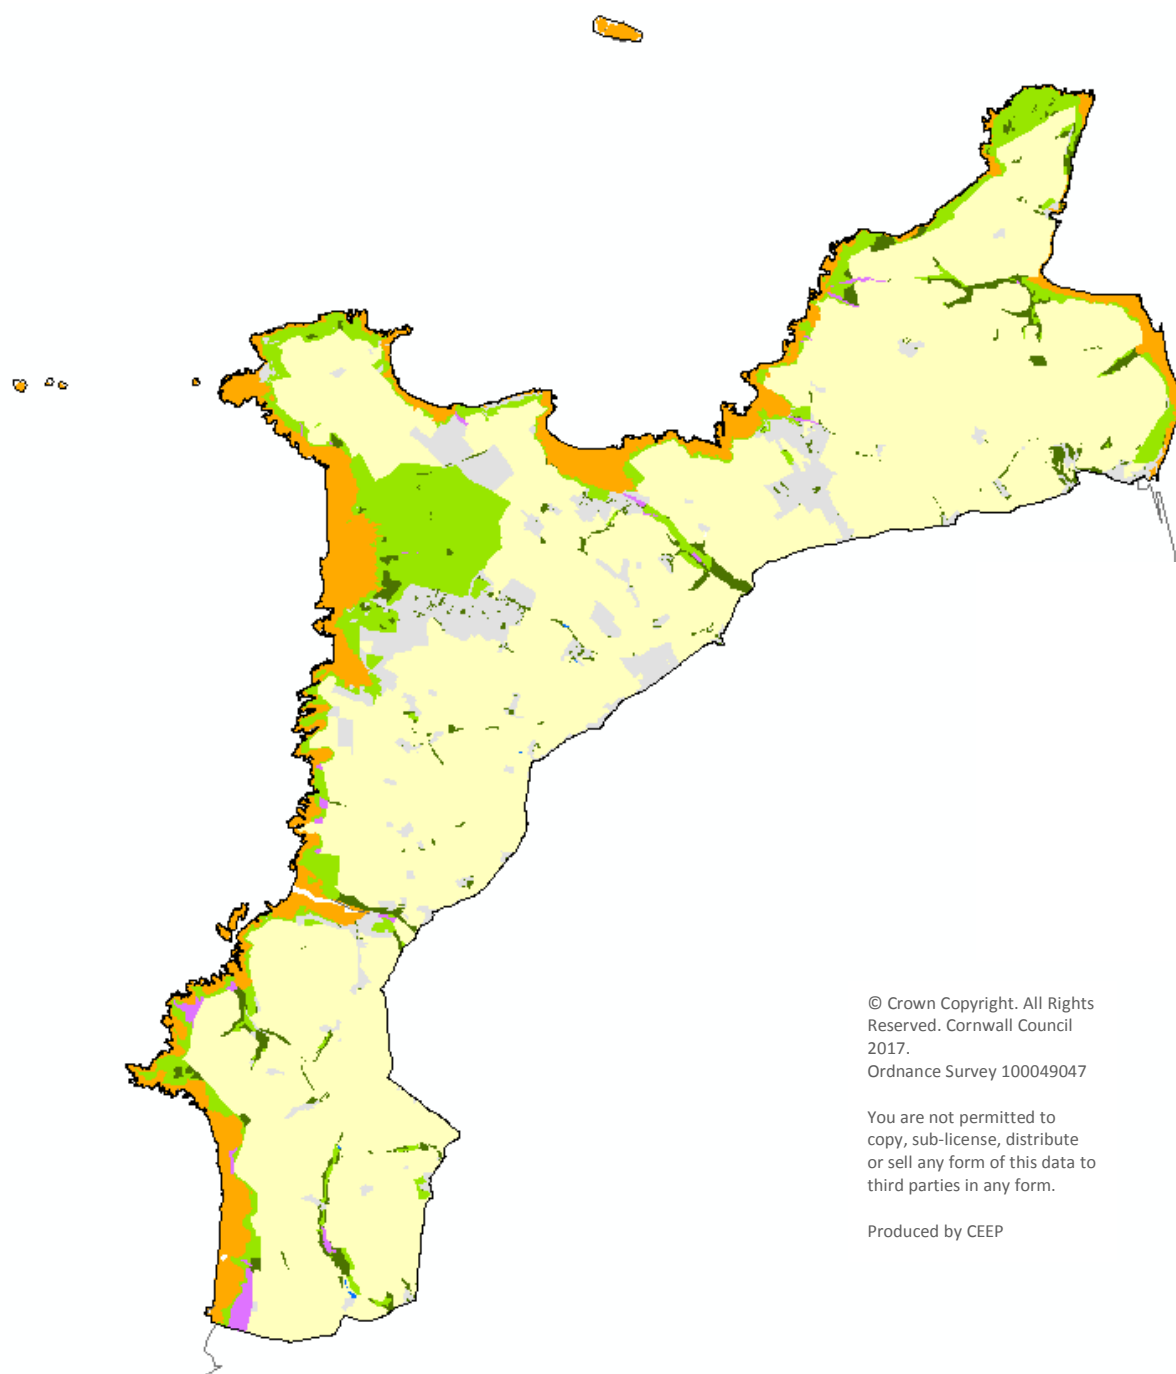 © Crown Copyright. All Rights
Reserved. Cornwall Council
2017.
Ordnance Survey 100049047
You are not permitted to
copy, sub-license, distribute
or sell any form of this data to
third parties in any form.
Produced by CEEP